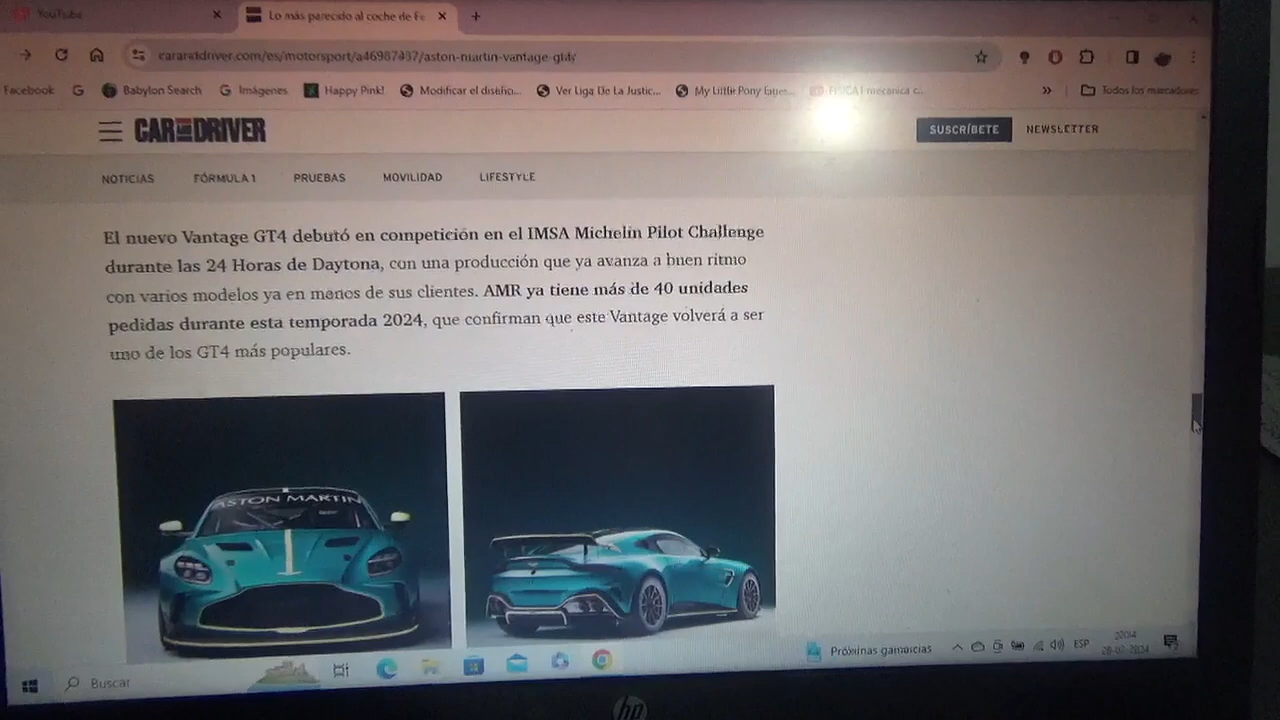 YouTube
Lo más parecido al coche de Fe
caranddriver.com/es/motorsport/a46987437/aston-martin-vantage-gt4/
Facebook
G
Babylon Search
Imágenes
Happy Pink!
Modificar el diseño...
Ver Liga De La Justic...
My Little Pony Gues...
FISICA I mecanica c...
Todos los marcadores
CAR AND DRIVER
SUSCRÍBETE
NEWSLETTER
NOTICIAS
FÓRMULA 1
PRUEBAS
MOVILIDAD
LIFESTYLE
El nuevo Vantage GT4 debutó en competición en el IMSA Michelin Pilot Challenge
durante las 24 Horas de Daytona, con una producción que ya avanza a buen ritmo
con varios modelos ya en manos de sus clientes. AMR ya tiene más de 40 unidades
pedidas durante esta temporada 2024, que confirman que este Vantage volverá a ser
uno de los GT4 más populares.
ASTON MARTIN
Buscar
Próximas ganancias
ESP
hp